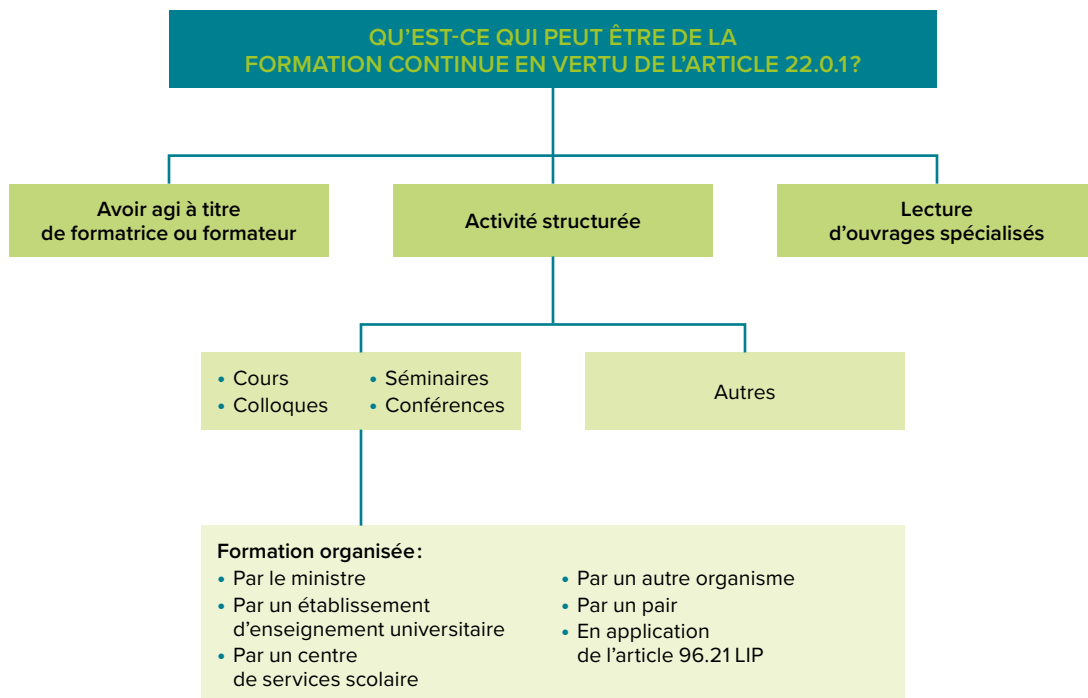 QU'EST-CE QUI PEUT ÊTRE DE LA
FORMATION CONTINUE EN VERTU DE L'ARTICLE 22.0.1?
Avoir agi à titre
de formatrice ou formateur
Activité structurée
Lecture
d'ouvrages spécialisés
• Cours
• Colloques
• Séminaires
• Conférences
Autres
Formation organisée:
• Par le ministre
• Par un établissement
d'enseignement universitaire
• Par un centre
de services scolaire
• Par un autre organisme
• Par un pair
• En application
de l'article 96.21 LIP